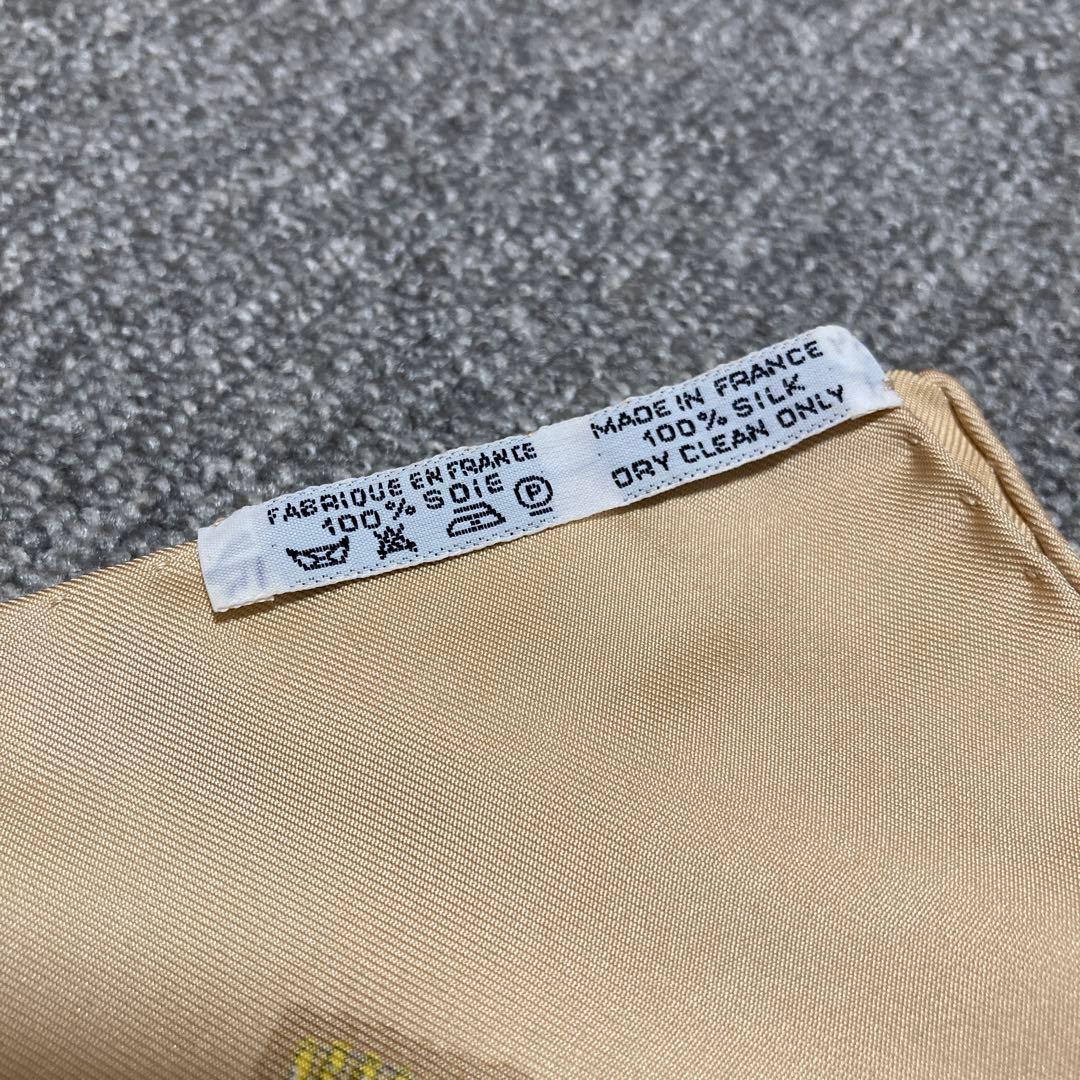 FABRIQUE EN FRANCE
100% SOIE
P
MADE IN FRANCE
100% SILK
DRY CLEAN ONLY